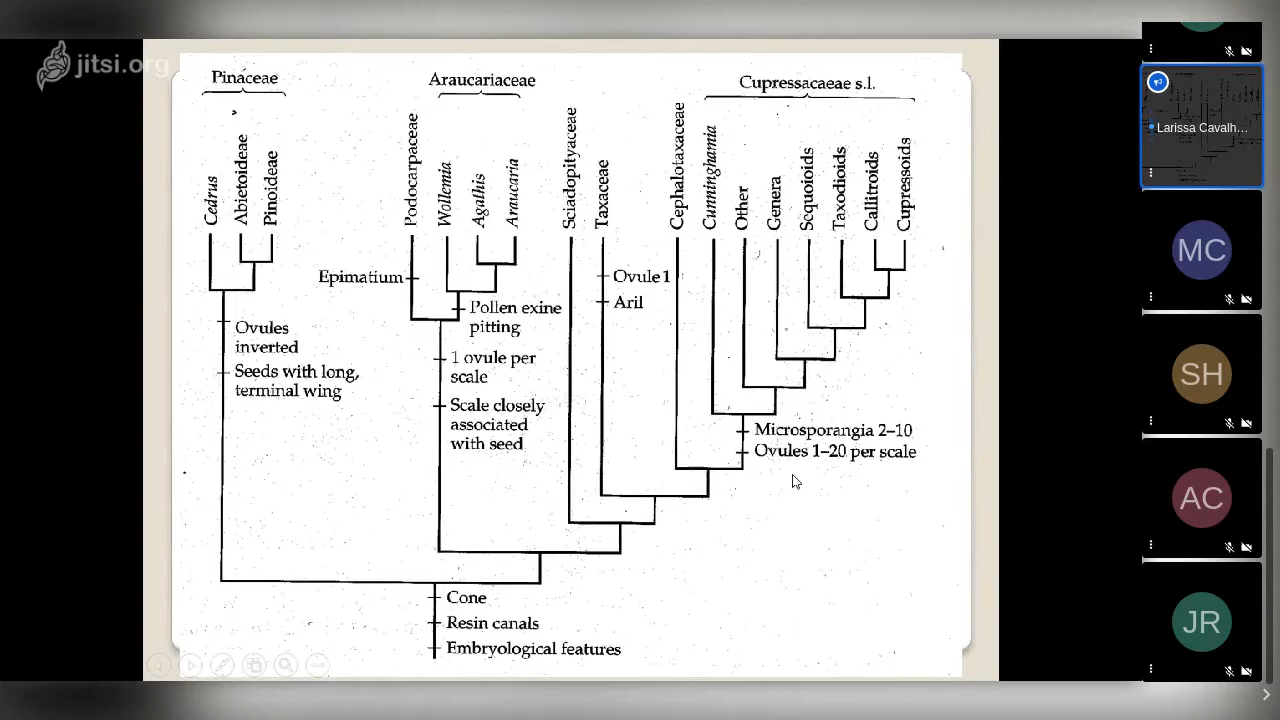 jitsi.org
Pinaceae
Araucariaceae
Cupressacaeae s.l.
Cedrus
Abietoideae
Pinoideae
Podocarpaceae
Wollemia
Agathis
Araucaria
Sciadopityaceae
Taxaceae
Cephalotaxaceae
Cunninghamia
Other
Genera
Sequoioids
Taxodioids
Callitroids
Cupressoids
Epimatium
Ovule 1
Aril
Pollen exine
pitting
Ovules
inverted
Seeds with long,
terminal wing
1 ovule per
scale
Scale closely
associated
with seed
Microsporangia 2–10
Ovules 1–20 per scale
Cone
Resin canals
Embryological features
Larissa Cavalh...
MC
SH
AC
JR